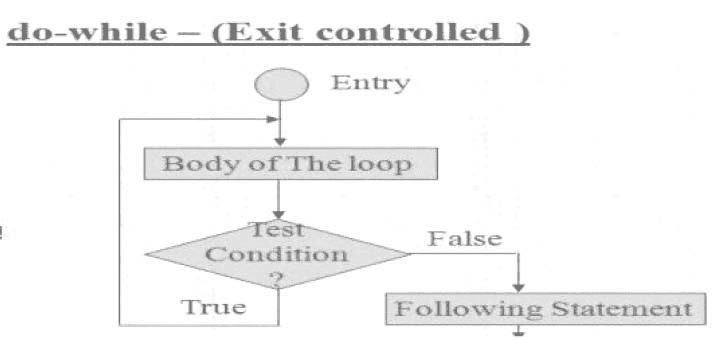 do-while – (Exit controlled )
Entry
Body of The loop
Test
Condition
?
False
True
Following Statement
!